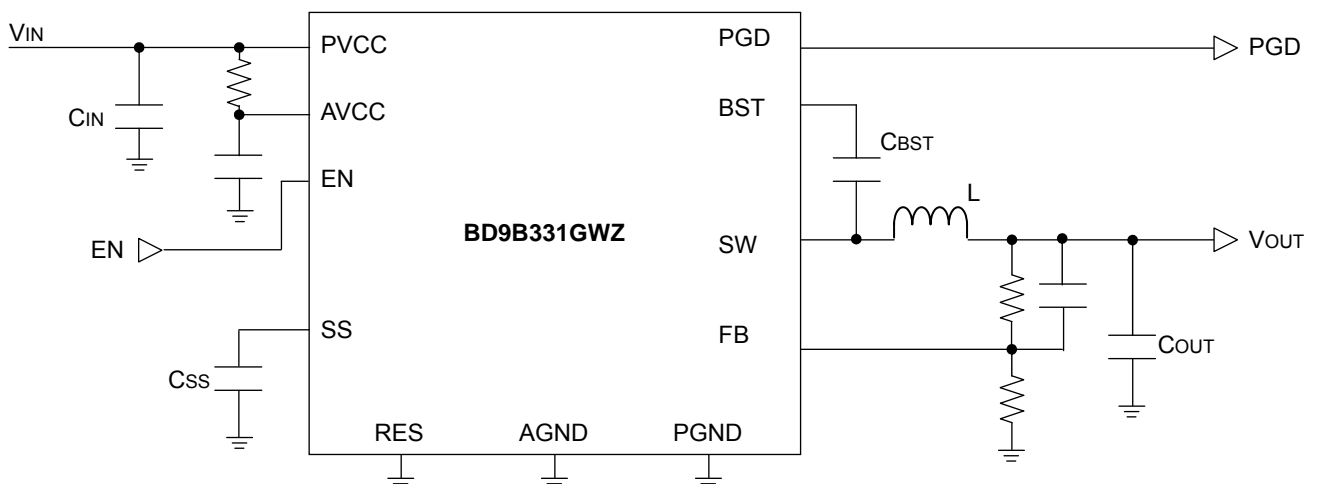 VIN
PVCC
PGD
PGD
AVCC
BST
CIN
CBST
EN
L
BD9B331GWZ
SW
EN
VOUT
SS
FB
COUT
CSS
RES
AGND
PGND